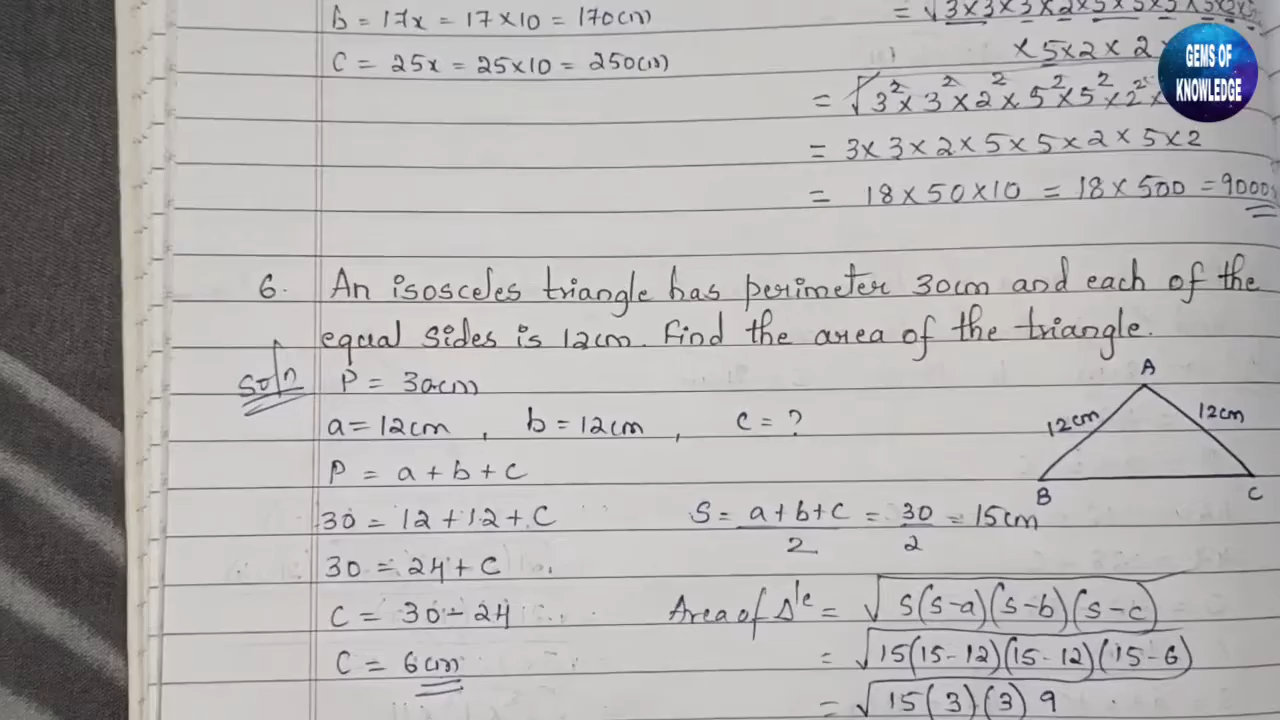 B = 17x = 17×10 = 170cm
C = 25x = 25×10 = 250cm
= √3×3×3×2×5×5×
× 5×2×2
GEMS OF
KNOWLEDGE
= √3²×3²×2²×5²×5²×2²×
= 3×3×2×5×5×2×5×2
= 18×50×10 = 18×500 = 9000
6. An isosceles triangle has perimeter 30cm and each of the
equal sides is 12cm. Find the area of the triangle.
Soln P = 30cm
a = 12cm , b = 12cm , c = ?
P = a + b + c
30 = 12 + 12 + C
30 = 24 + C
C = 30 - 24
C = 6cm
A
12cm 12cm
B C
S = a + b + c / 2 = 30 / 2 = 15cm
Area of Δle = √S(S-a)(S-b)(S-c)
= √15(15-12)(15-12)(15-6)
= √15(3)(3)9